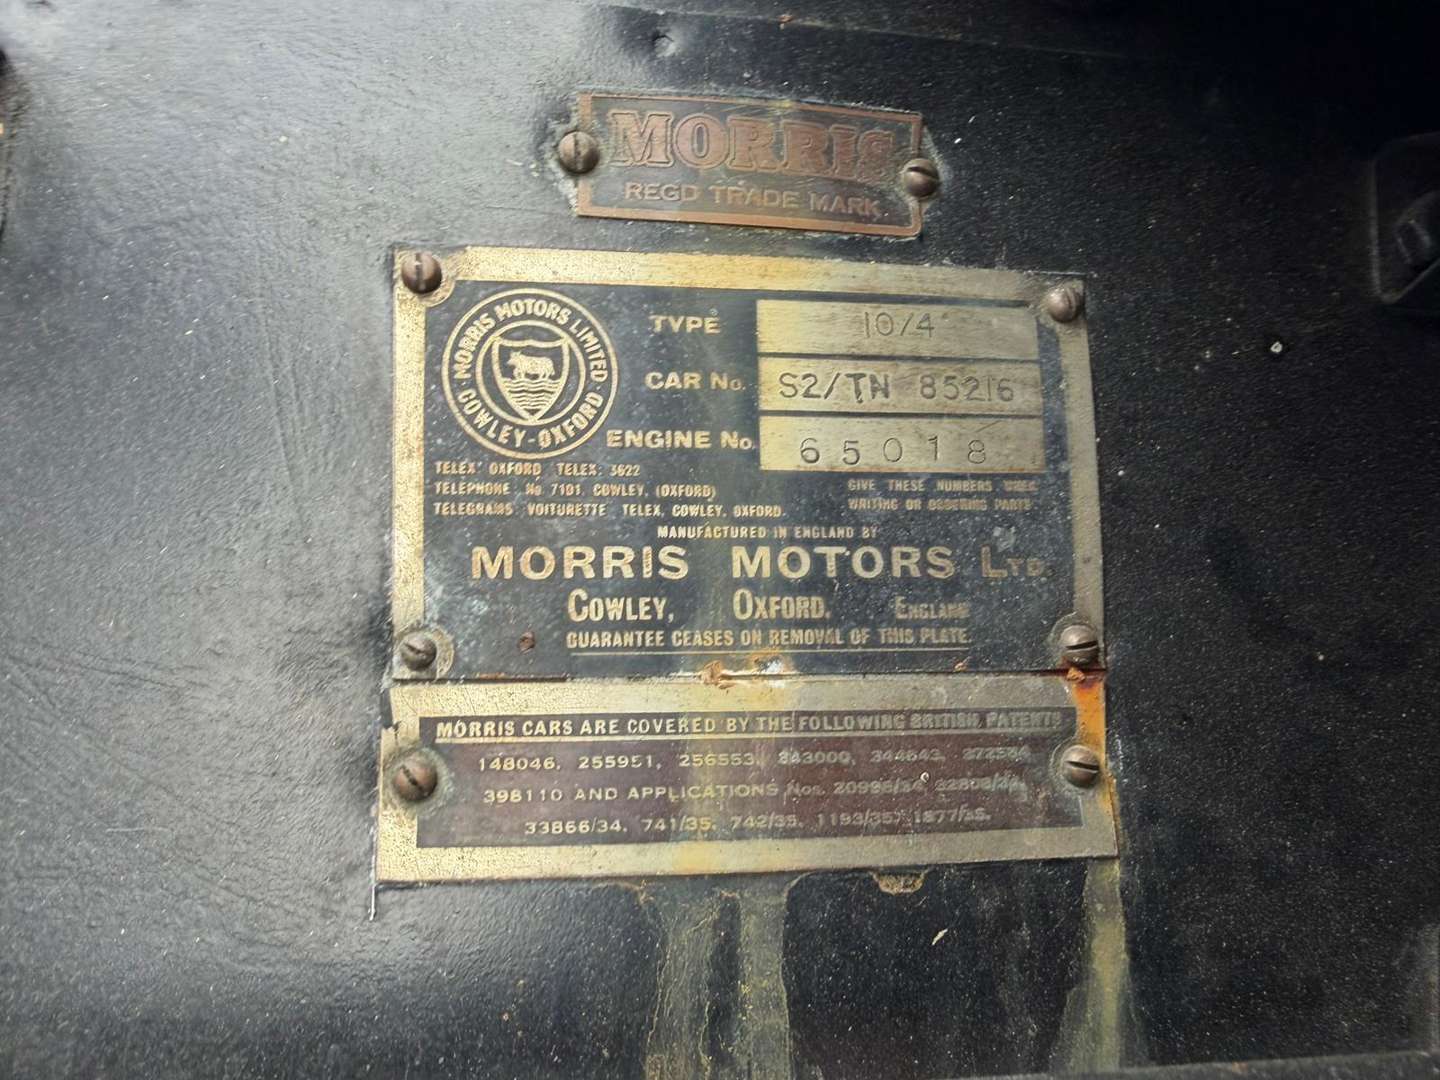 MORRIS
REGD TRADE MARK
MORRIS MOTORS LIMITED
COWLEY-OXFORD
TYPE 10/4
CAR No. S2/TN 85216
ENGINE No. 65018
TELEX: OXFORD TELEX: 3622
TELEPHONE: No 7101, COWLEY, (OXFORD)
TELEGRAMS VOITURETTE TELEX, COWLEY, OXFORD.
GIVE THESE NUMBERS WHEN
WRITING OR ORDERING PARTS
MANUFACTURED IN ENGLAND BY
MORRIS MOTORS LTD.
COWLEY, OXFORD. ENGLAND
GUARANTEE CEASES ON REMOVAL OF THIS PLATE.
MORRIS CARS ARE COVERED BY THE FOLLOWING BRITISH PATENTS
148046, 255951, 256553, 343000,
398110 AND APPLICATIONS Nos.
33866/34, 741/35, 742/35, 1193/35,